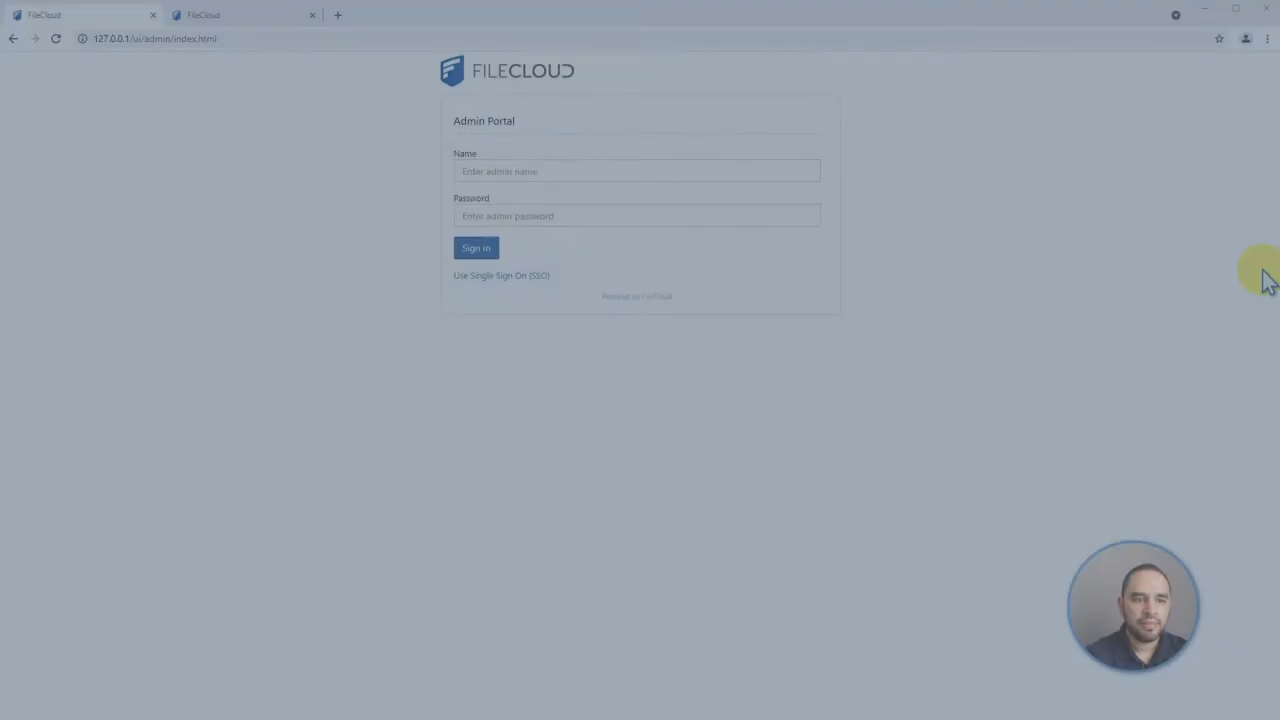 FileCloud
FileCloud
127.0.0.1/ui/admin/index.html
FILECLOUD
Admin Portal
Name
Enter admin name
Password
Enter admin password
Sign in
Use Single Sign On (SSO)
Powered by FileCloud